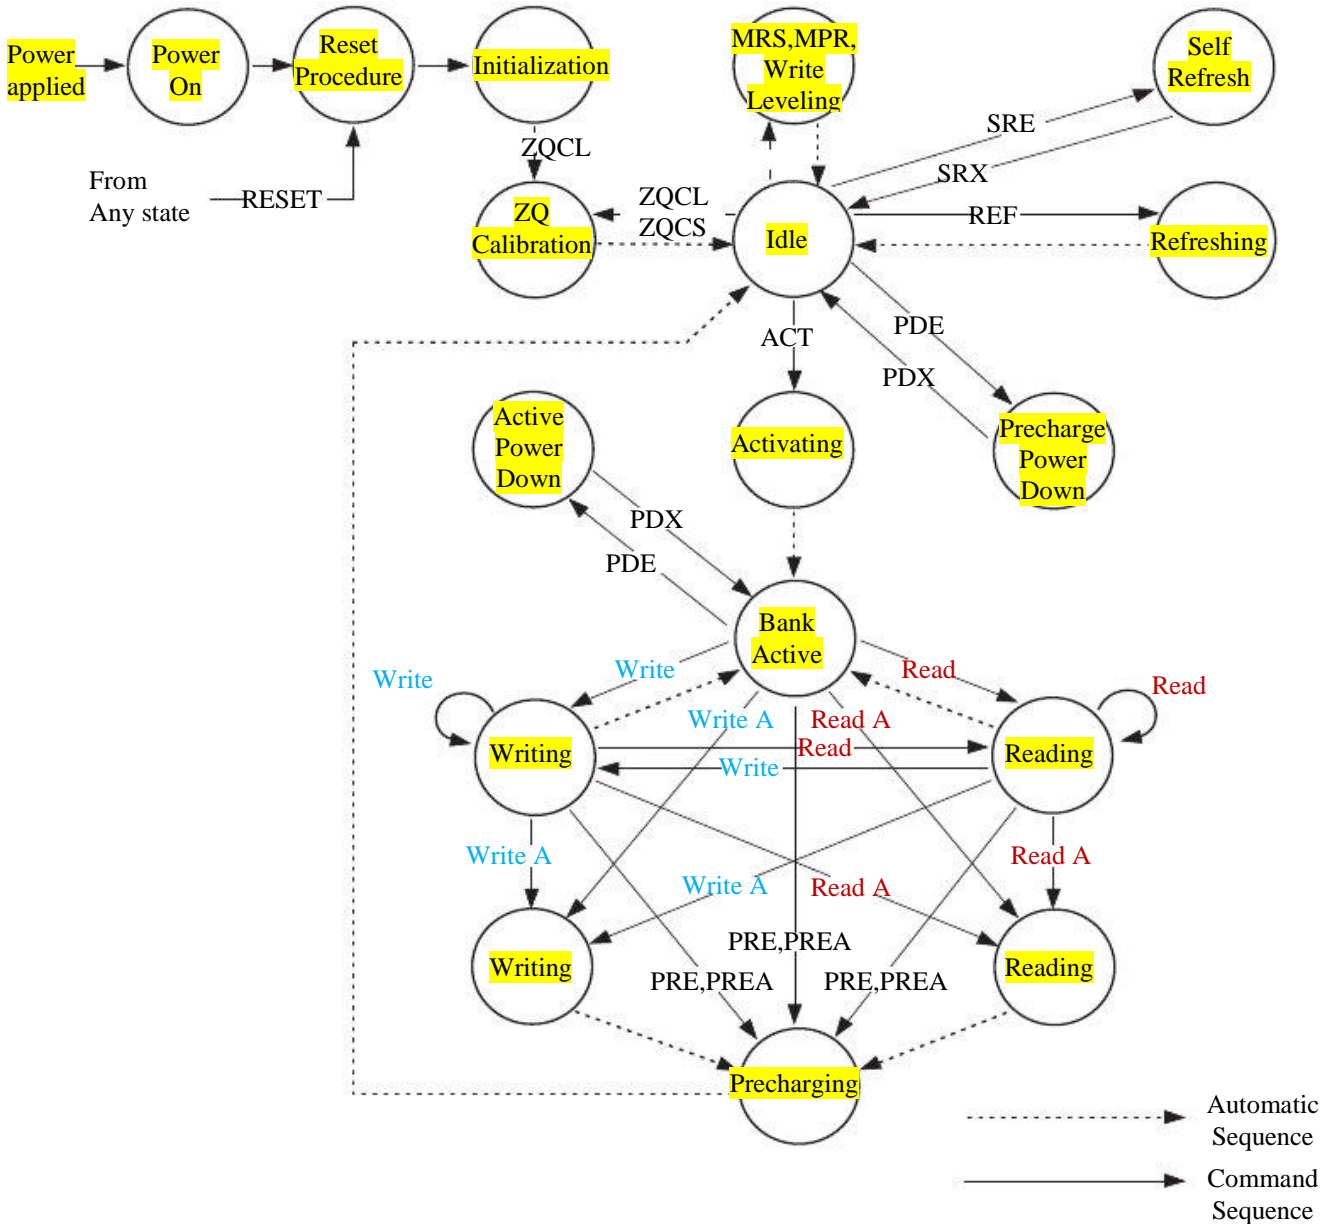 Power
applied
Power
On
Reset
Procedure
Initialization
MRS,MPR,
Write
Leveling
Self
Refresh
ZQCL
SRE
SRX
From
Any state
RESET
ZQ
Calibration
ZQCL
ZQCS
Idle
REF
Refreshing
ACT
PDE
PDX
Active
Power
Down
Activating
Precharge
Power
Down
PDX
PDE
Bank
Active
Write
Write
Read
Read
Write A
Read A
Writing
Read
Write
Reading
Write A
Read A
Write A
Read A
Writing
PRE,PREA
Reading
PRE,PREA
PRE,PREA
Precharging
Automatic
Sequence
Command
Sequence